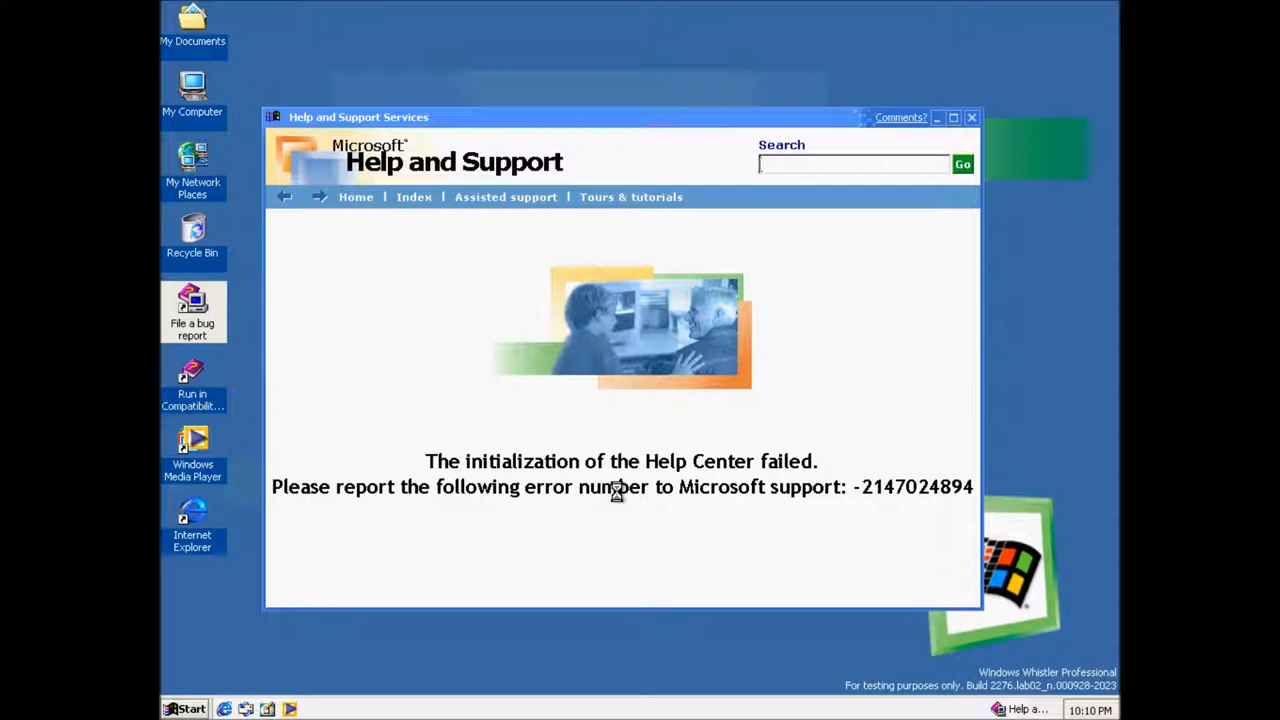 My Documents
My Computer
My Network
Places
Recycle Bin
File a bug
report
Run in
Compatibilit...
Windows
Media Player
Internet
Explorer
Help and Support Services
Comments?
Microsoft®
Help and Support
Search
Go
Home | Index | Assisted support | Tours & tutorials
The initialization of the Help Center failed.
Please report the following error number to Microsoft support: -2147024894
Windows Whistler Professional
For testing purposes only. Build 2276.lab02_n.000928-2023
Start
Help a...
10:10 PM